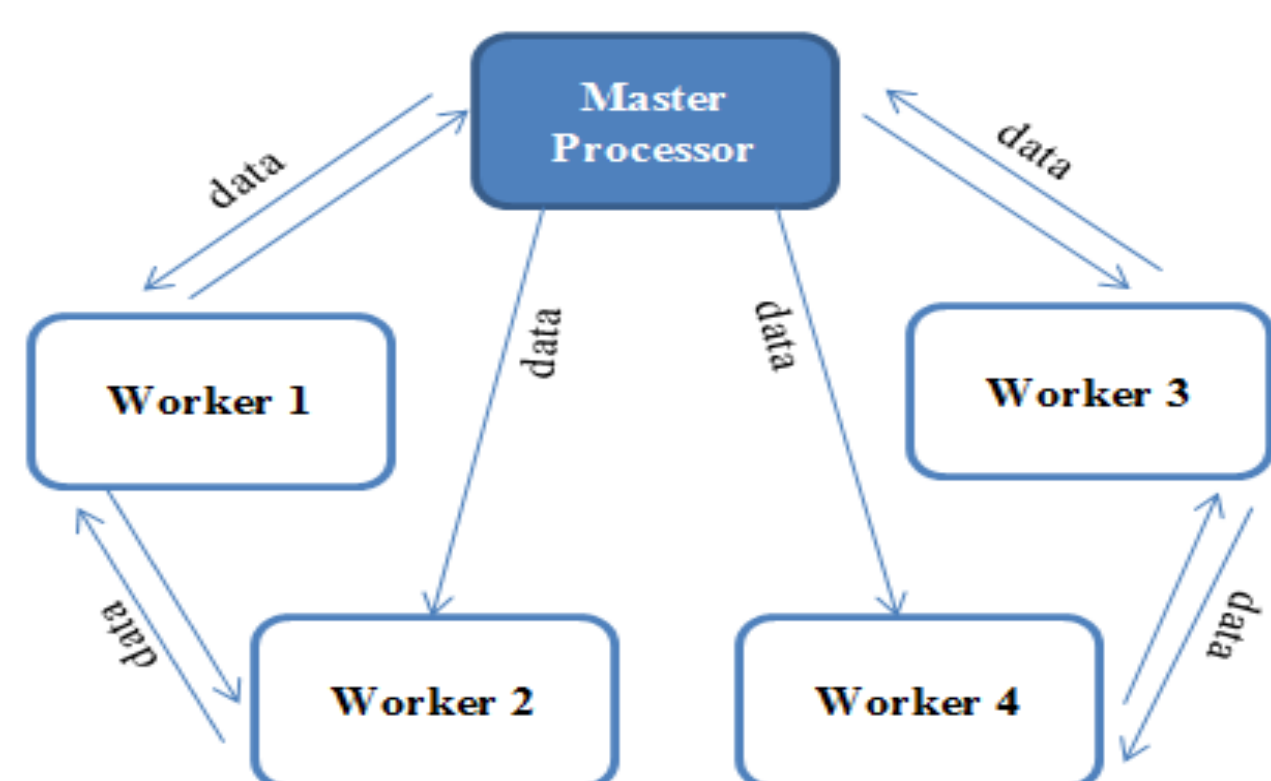 Master
Processor
data
data
data
data
Worker 1
Worker 3
data
data
Worker 2
Worker 4